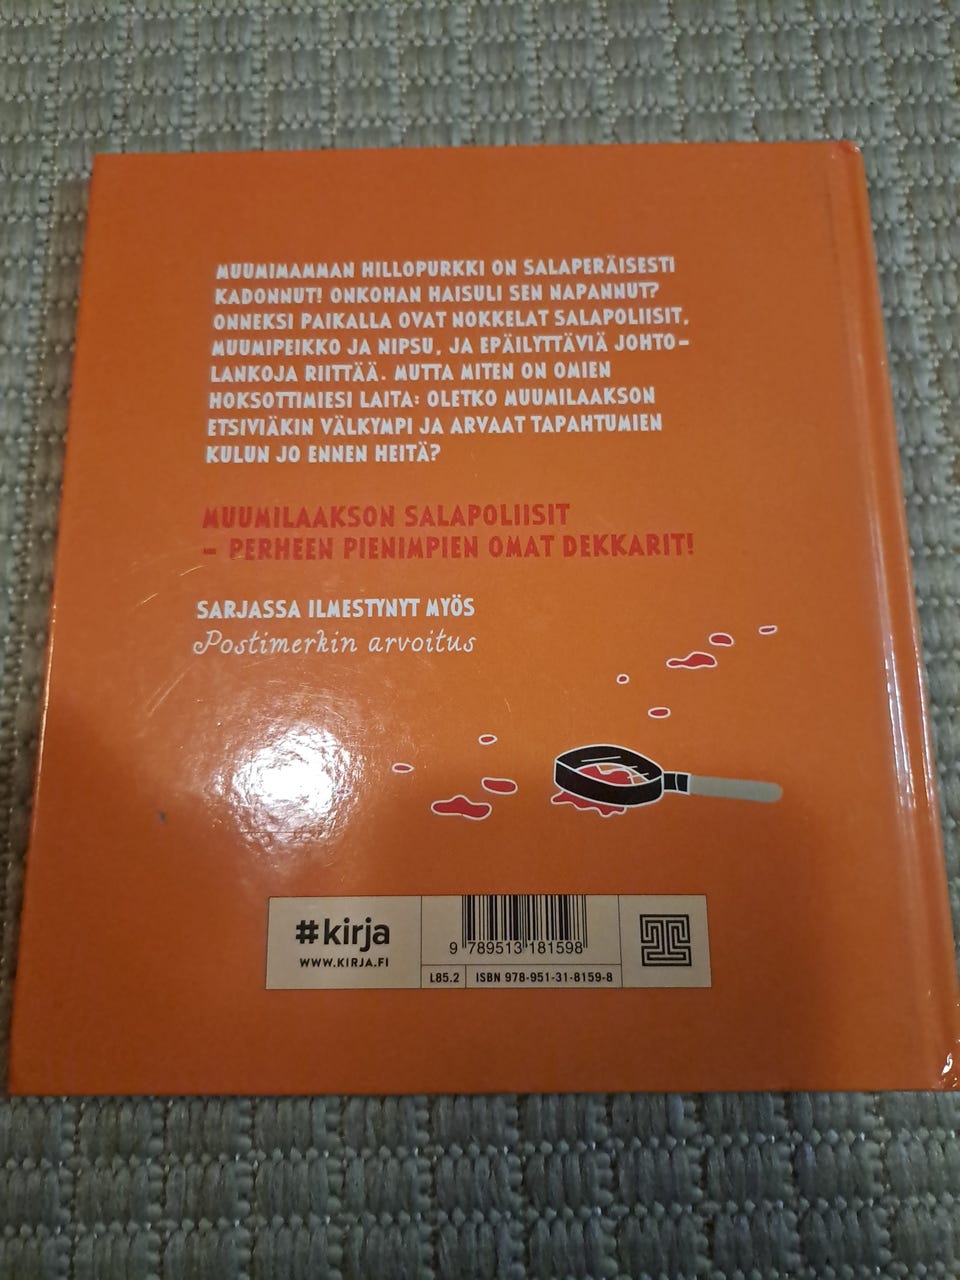 MUUMIMAMMAN HILLOPURKKI ON SALAPERÄISESTI
KADONNUT! ONKOHAN HAISULI SEN NAPANNUT?
ONNEKSI PAIKALLA OVAT NOKKELAT SALAPOLIISIT,
MUUMIPEIKKO JA NIPSU, JA EPÄILYTTÄVIÄ JOHTO-
LANKOJA RIITTÄÄ. MUTTA MITEN ON OMIEN
HOKSOTTIMIESI LAITA: OLETKO MUUMILAAKSON
ETSIVIÄKIN VÄLKYMPI JA ARVAAT TAPAHTUMIEN
KULUN JO ENNEN HEITÄ?
MUUMILAAKSON SALAPOLIISIT
– PERHEEN PIENIMPIEN OMAT DEKKARIT!
SARJASSA ILMESTYNYT MYÖS
Postimerkin arvoitus
#kirja
WWW.KIRJA.FI
9 789513 181598
L85.2
ISBN 978-951-31-8159-8